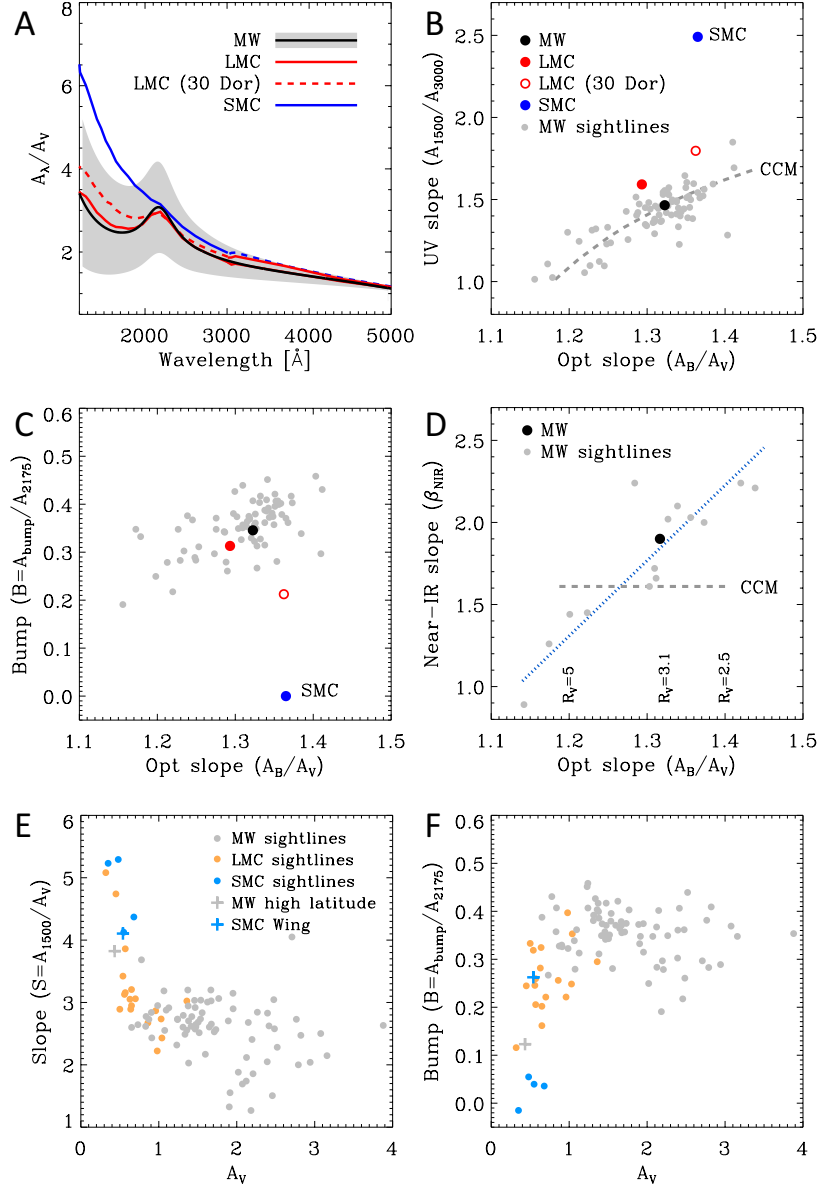 A
MW
LMC
LMC (30 Dor)
SMC
8
6
4
2
A_λ/A_V
2000 3000 4000 5000
Wavelength [Å]
B
MW
LMC
LMC (30 Dor)
SMC
MW sightlines
SMC
CCM
2.5
2.0
1.5
1.0
UV slope (A_1500/A_3000)
1.1 1.2 1.3 1.4 1.5
Opt slope (A_B/A_V)
C
SMC
0.6
0.5
0.4
0.3
0.2
0.1
0.0
Bump (B=A_bump/A_2175)
1.1 1.2 1.3 1.4 1.5
Opt slope (A_B/A_V)
D
MW
MW sightlines
CCM
R_V=5
R_V=3.1
R_V=2.5
2.5
2.0
1.5
1.0
Near-IR slope (β_NIR)
1.1 1.2 1.3 1.4 1.5
Opt slope (A_B/A_V)
E
MW sightlines
LMC sightlines
SMC sightlines
MW high latitude
SMC Wing
6
5
4
3
2
1
Slope (S=A_1500/A_V)
0 1 2 3 4
A_V
F
0.6
0.5
0.4
0.3
0.2
0.1
0.0
Bump (B=A_bump/A_2175)
0 1 2 3 4
A_V